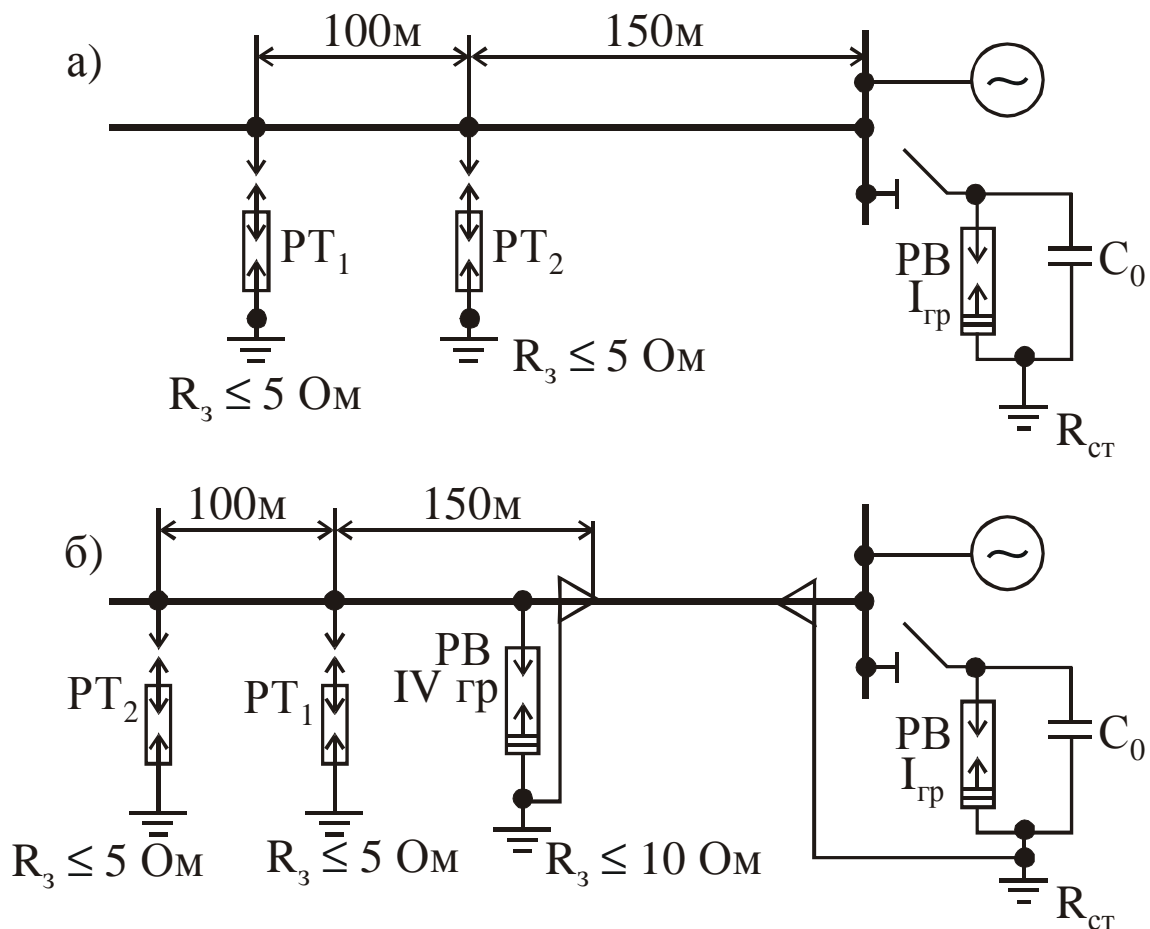 а)
100м
150м
~
РТ₁
РТ₂
РВ
Iгр
C₀
Rз ≤ 5 Ом
Rз ≤ 5 Ом
Rст
б)
100м
150м
~
РТ₂
РТ₁
РВ
IV гр
РВ
Iгр
C₀
Rз ≤ 5 Ом
Rз ≤ 5 Ом
Rз ≤ 10 Ом
Rст